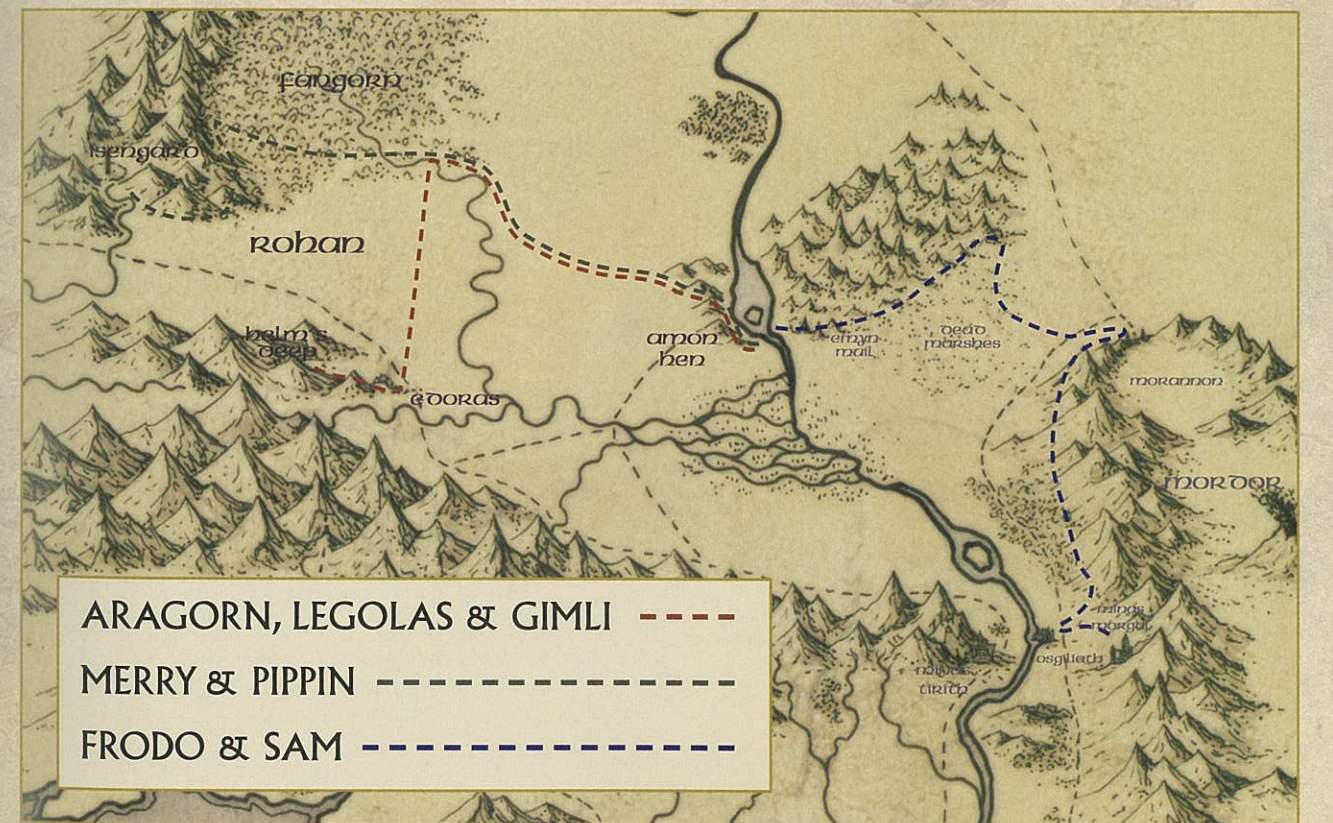 fangorn
isengard
rohan
helm's
deep
edoras
amon
hen
emyn
muil
dead
marshes
morannon
mordor
minas
morgul
osgiliath
minas
tirith
ARAGORN, LEGOLAS & GIMLI
MERRY & PIPPIN
FRODO & SAM